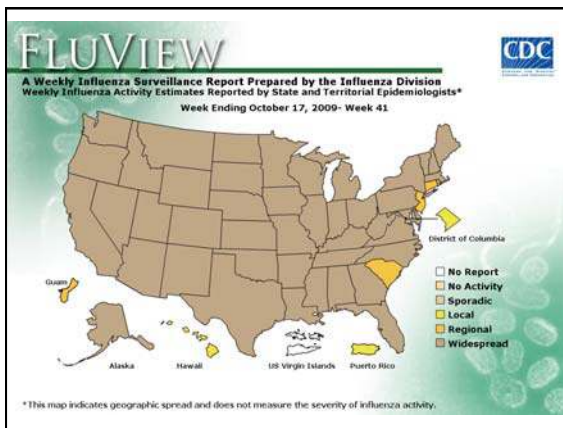 FLUVIEW
CDC
A Weekly Influenza Surveillance Report Prepared by the Influenza Division
Weekly Influenza Activity Estimates Reported by State and Territorial Epidemiologists*
Week Ending October 17, 2009- Week 41
District of Columbia
Guam
No Report
No Activity
Sporadic
Local
Regional
Widespread
Alaska
Hawaii
US Virgin Islands
Puerto Rico
*This map indicates geographic spread and does not measure the severity of influenza activity.